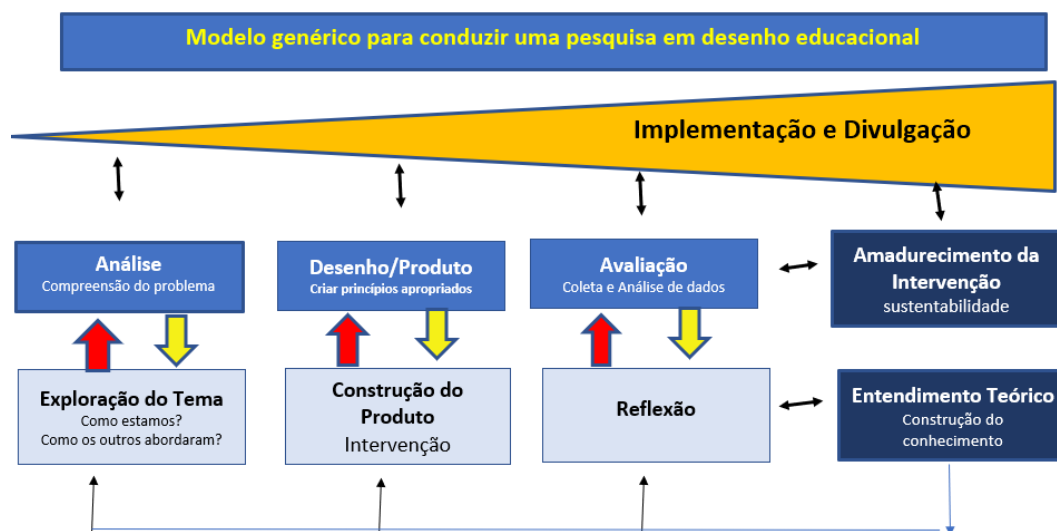 Modelo genérico para conduzir uma pesquisa em desenho educacional
Implementação e Divulgação
Análise
Compreensão do problema
Desenho/Produto
Criar princípios apropriados
Avaliação
Coleta e Análise de dados
Amadurecimento da
Intervenção
sustentabilidade
Exploração do Tema
Como estamos?
Como os outros abordaram?
Construção do
Produto
Intervenção
Reflexão
Entendimento Teórico
Construção do
conhecimento